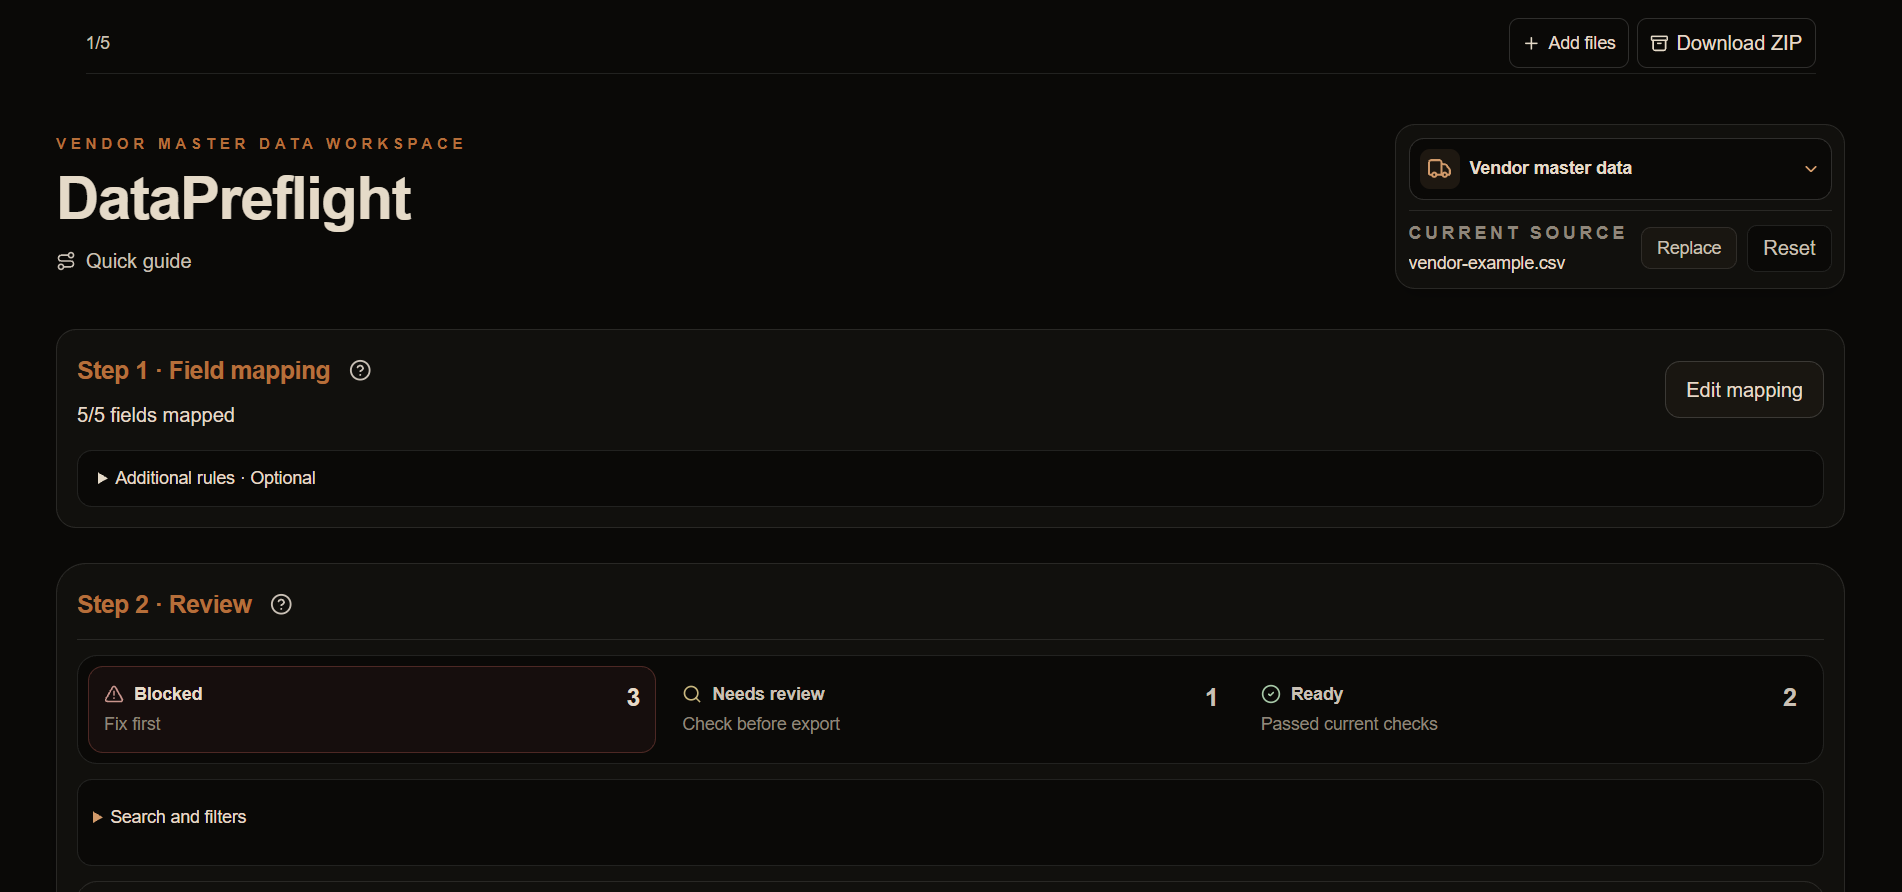 1/5
Add files
Download ZIP
VENDOR MASTER DATA WORKSPACE
DataPreflight
Quick guide
Vendor master data
CURRENT SOURCE
vendor-example.csv
Replace
Reset
Step 1 · Field mapping
5/5 fields mapped
Edit mapping
Additional rules · Optional
Step 2 · Review
Blocked
3
Fix first
Needs review
1
Check before export
Ready
2
Passed current checks
Search and filters